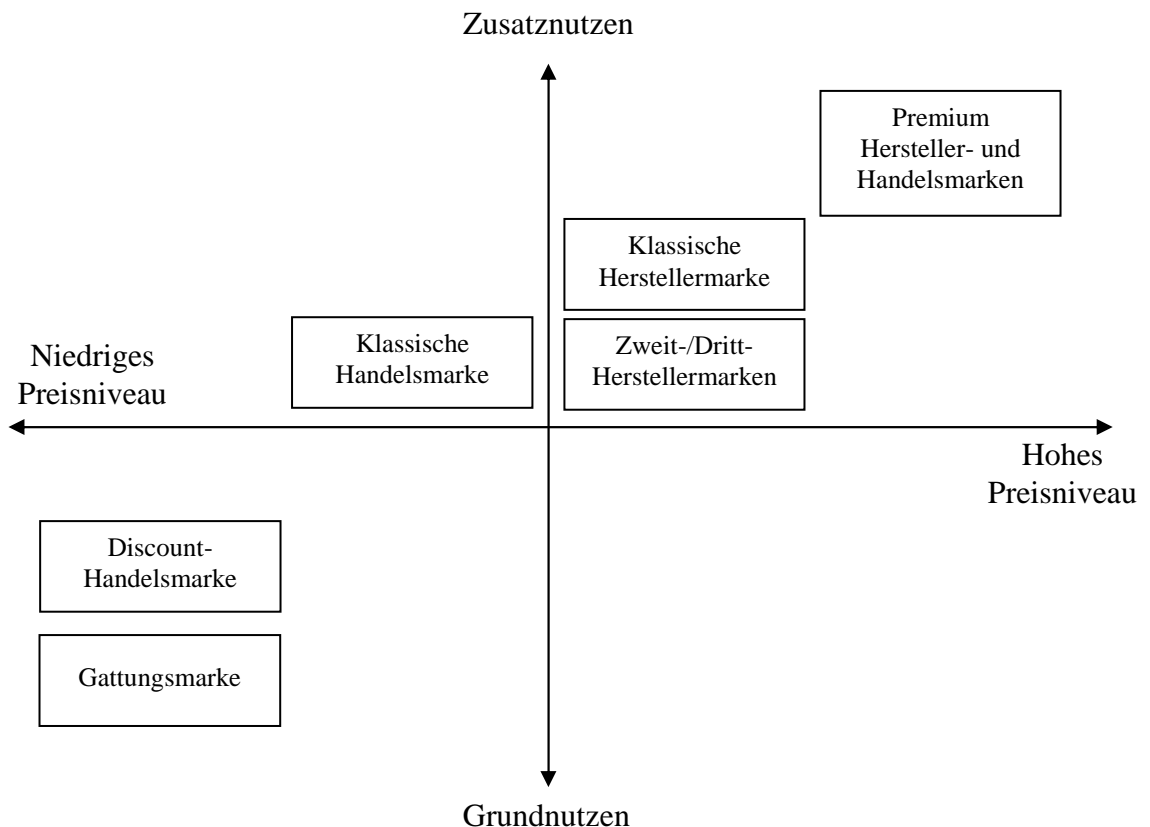 Zusatznutzen
Premium
Hersteller- und
Handelsmarken
Klassische
Herstellermarke
Klassische
Handelsmarke
Zweit-/Dritt-
Herstellermarken
Niedriges
Preisniveau
Hohes
Preisniveau
Discount-
Handelsmarke
Gattungsmarke
Grundnutzen